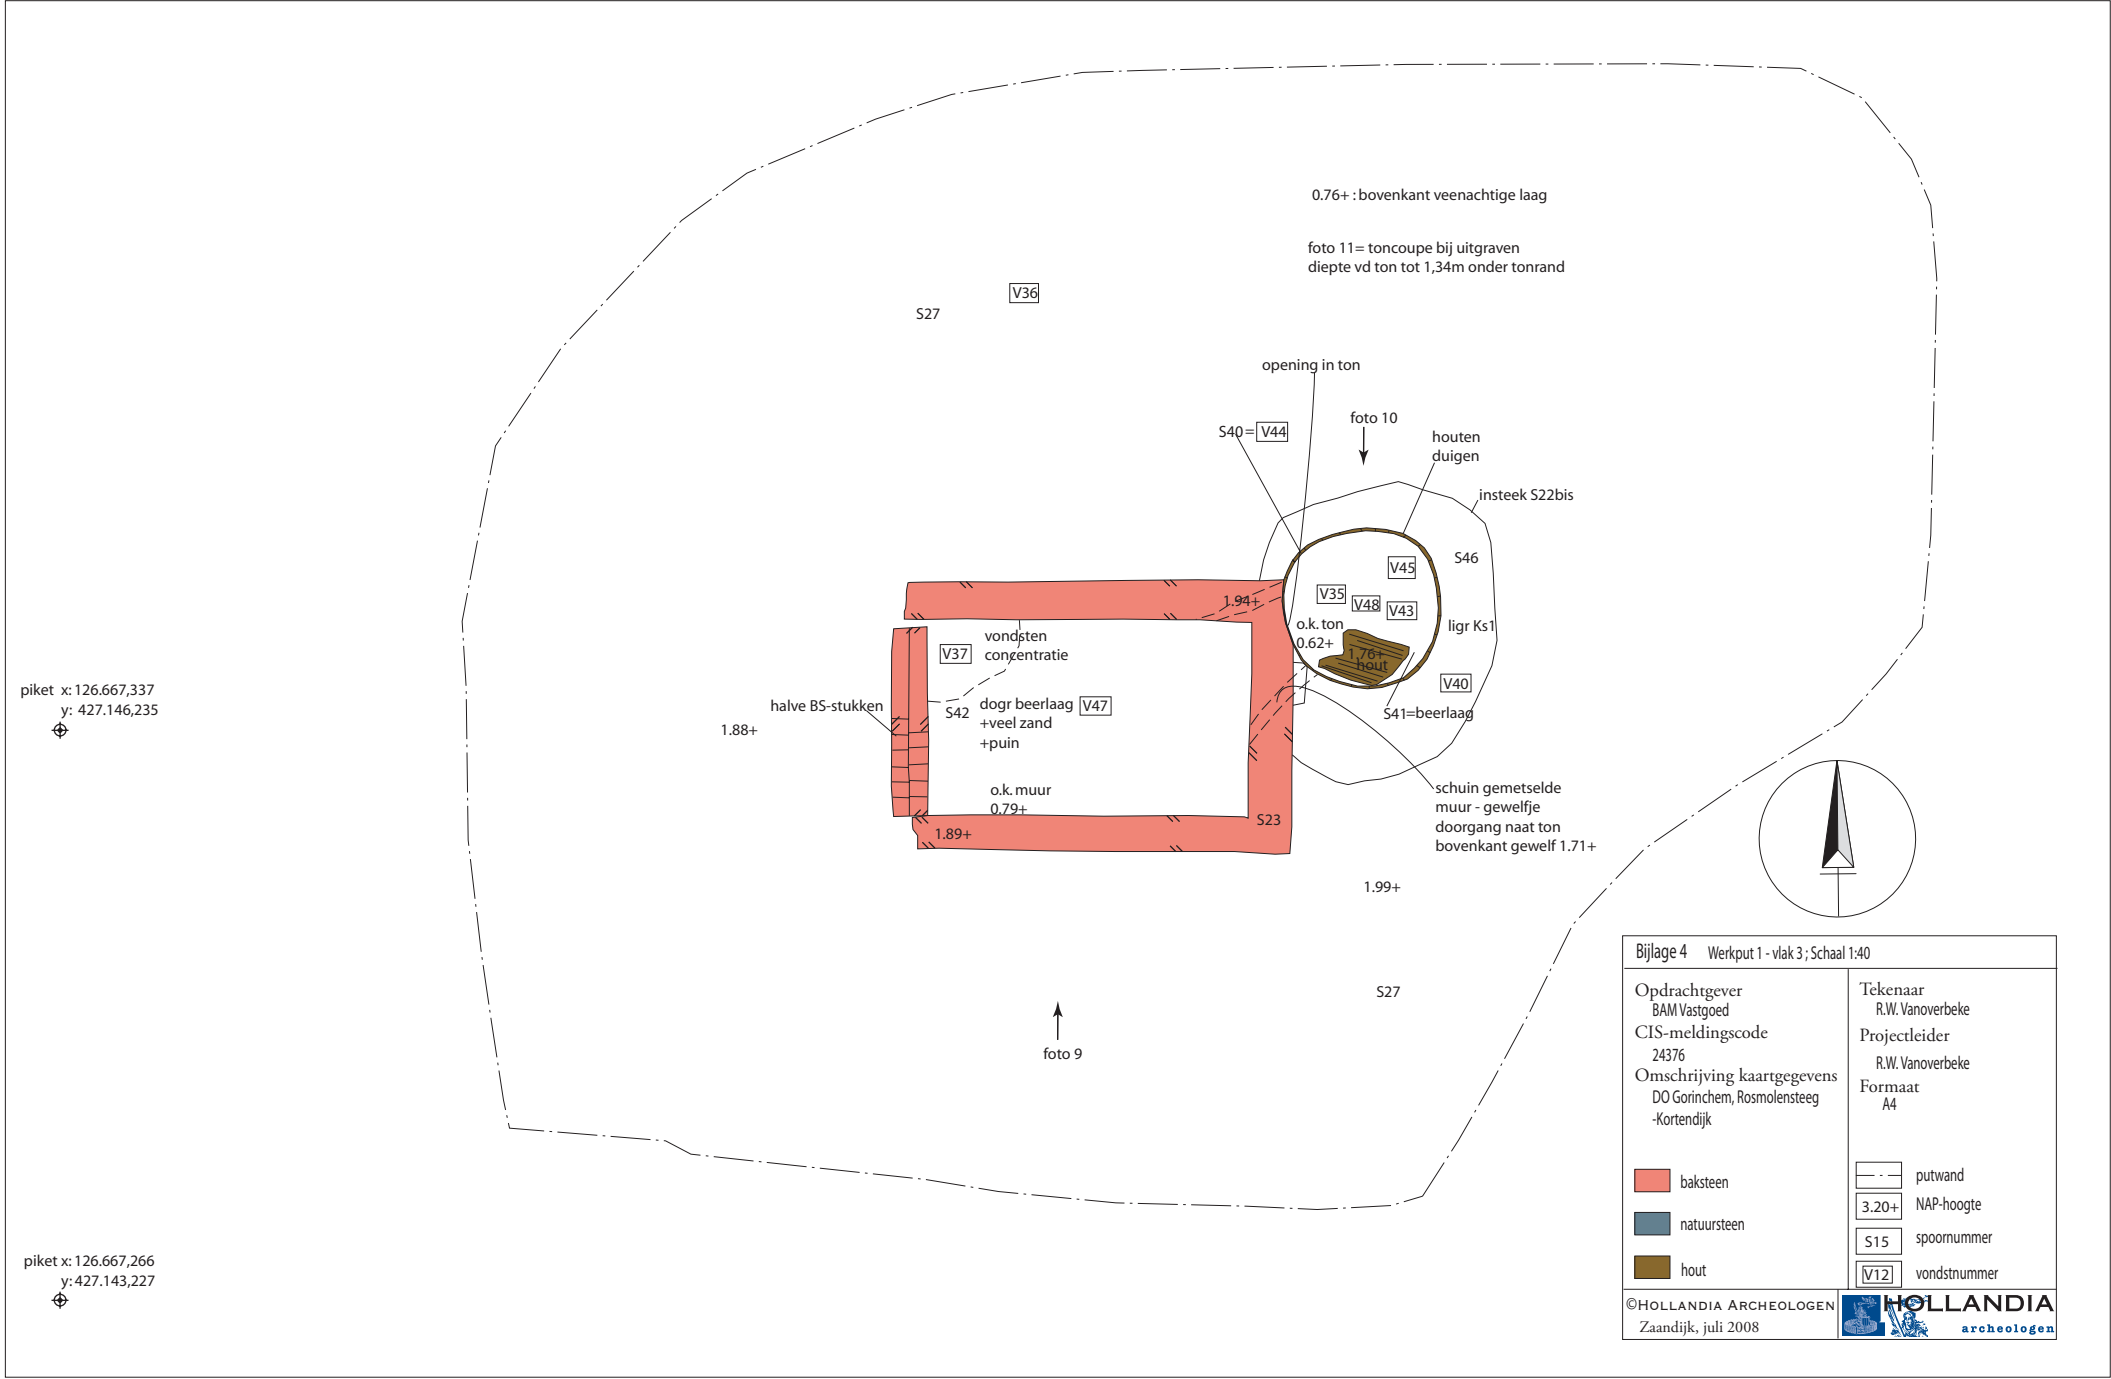 0.76+ : bovenkant veenachtige laag
foto 11= toncoupe bij uitgraven
diepte vd ton tot 1,34m onder tonrand
V36
S27
opening in ton
foto 10
S40=
V44
houten
duigen
insteek S22bis
S46
V45
V35
V48
V43
1.94+
o.k. ton
0.62+
ligr Ks1
1.76+
hout
V40
S41=beerlaag
V37
vondsten
concentratie
piket x: 126.667,337
y: 427.146,235
halve BS-stukken
1.88+
S42
dogr beerlaag
+veel zand
+puin
V47
o.k. muur
0.79+
1.89+
S23
schuin gemetselde
muur - gewelfje
doorgang naat ton
bovenkant gewelf 1.71+
1.99+
S27
foto 9
piket x: 126.667,266
y: 427.143,227
Bijlage 4 Werkput 1 - vlak 3 ; Schaal 1:40
Opdrachtgever
BAM Vastgoed
CIS-meldingscode
24376
Omschrijving kaartgegevens
DO Gorinchem, Rosmolensteeg
-Kortendijk
Tekenaar
R.W. Vanoverbeke
Projectleider
R.W. Vanoverbeke
Formaat
A4
baksteen
natuursteen
hout
putwand
3.20+ NAP-hoogte
S15 spoornummer
V12 vondstnummer
©HOLLANDIA ARCHEOLOGEN
Zaandijk, juli 2008
HOLLANDIA
archeologen